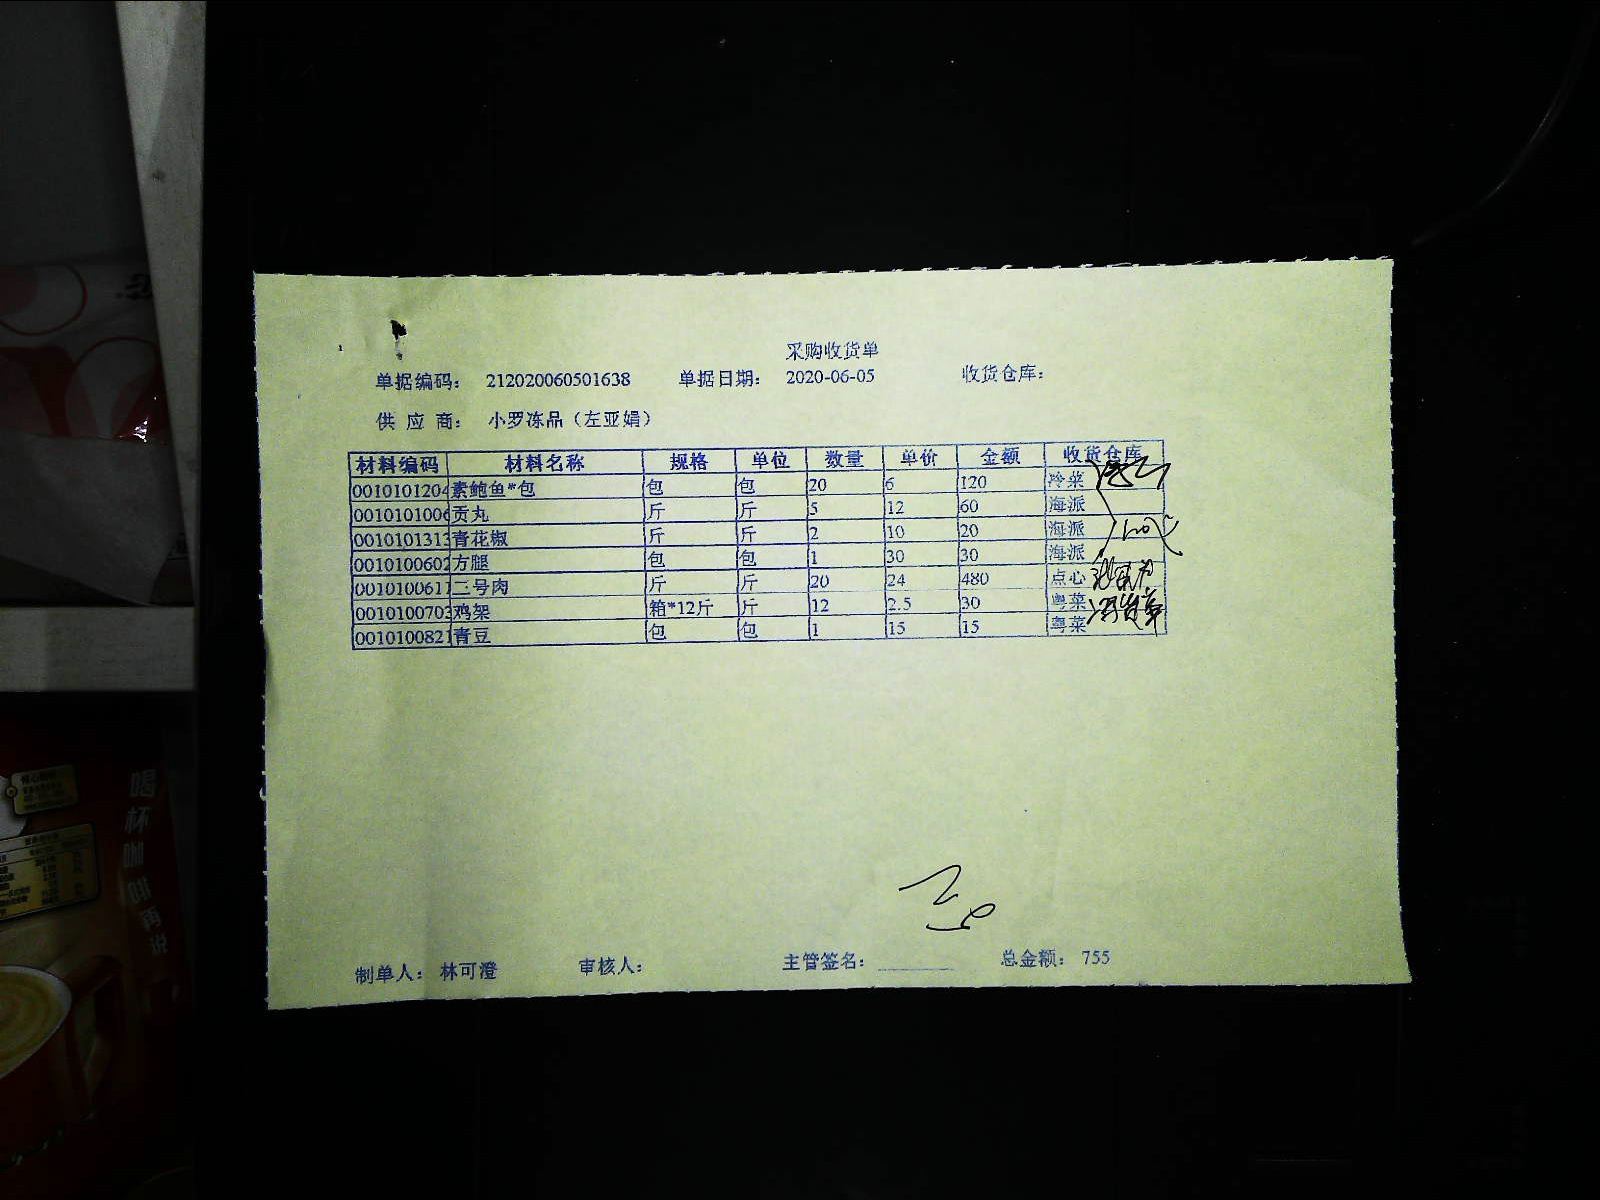 采购收货单
单据编码： 212020060501638 单据日期： 2020-06-05 收货仓库：
供 应 商： 小罗冻品（左亚娟）
材料编码 材料名称 规格 单位 数量 单价 金额 收货仓库
0010101204 素鲍鱼*包 包 包 20 6 120 冷菜
0010101006 贡丸 斤 斤 5 12 60 海派
0010101313 青花椒 斤 斤 2 10 20 海派
0010100602 方腿 包 包 1 30 30 海派
0010100611 二号肉 斤 斤 20 24 480 点心
0010100703 鸡架 箱*12斤 斤 12 2.5 30 粤菜
0010100821 青豆 包 包 1 15 15 粤菜
制单人： 林可澄 审核人： 主管签名： 总金额： 755
喝杯咖啡再说